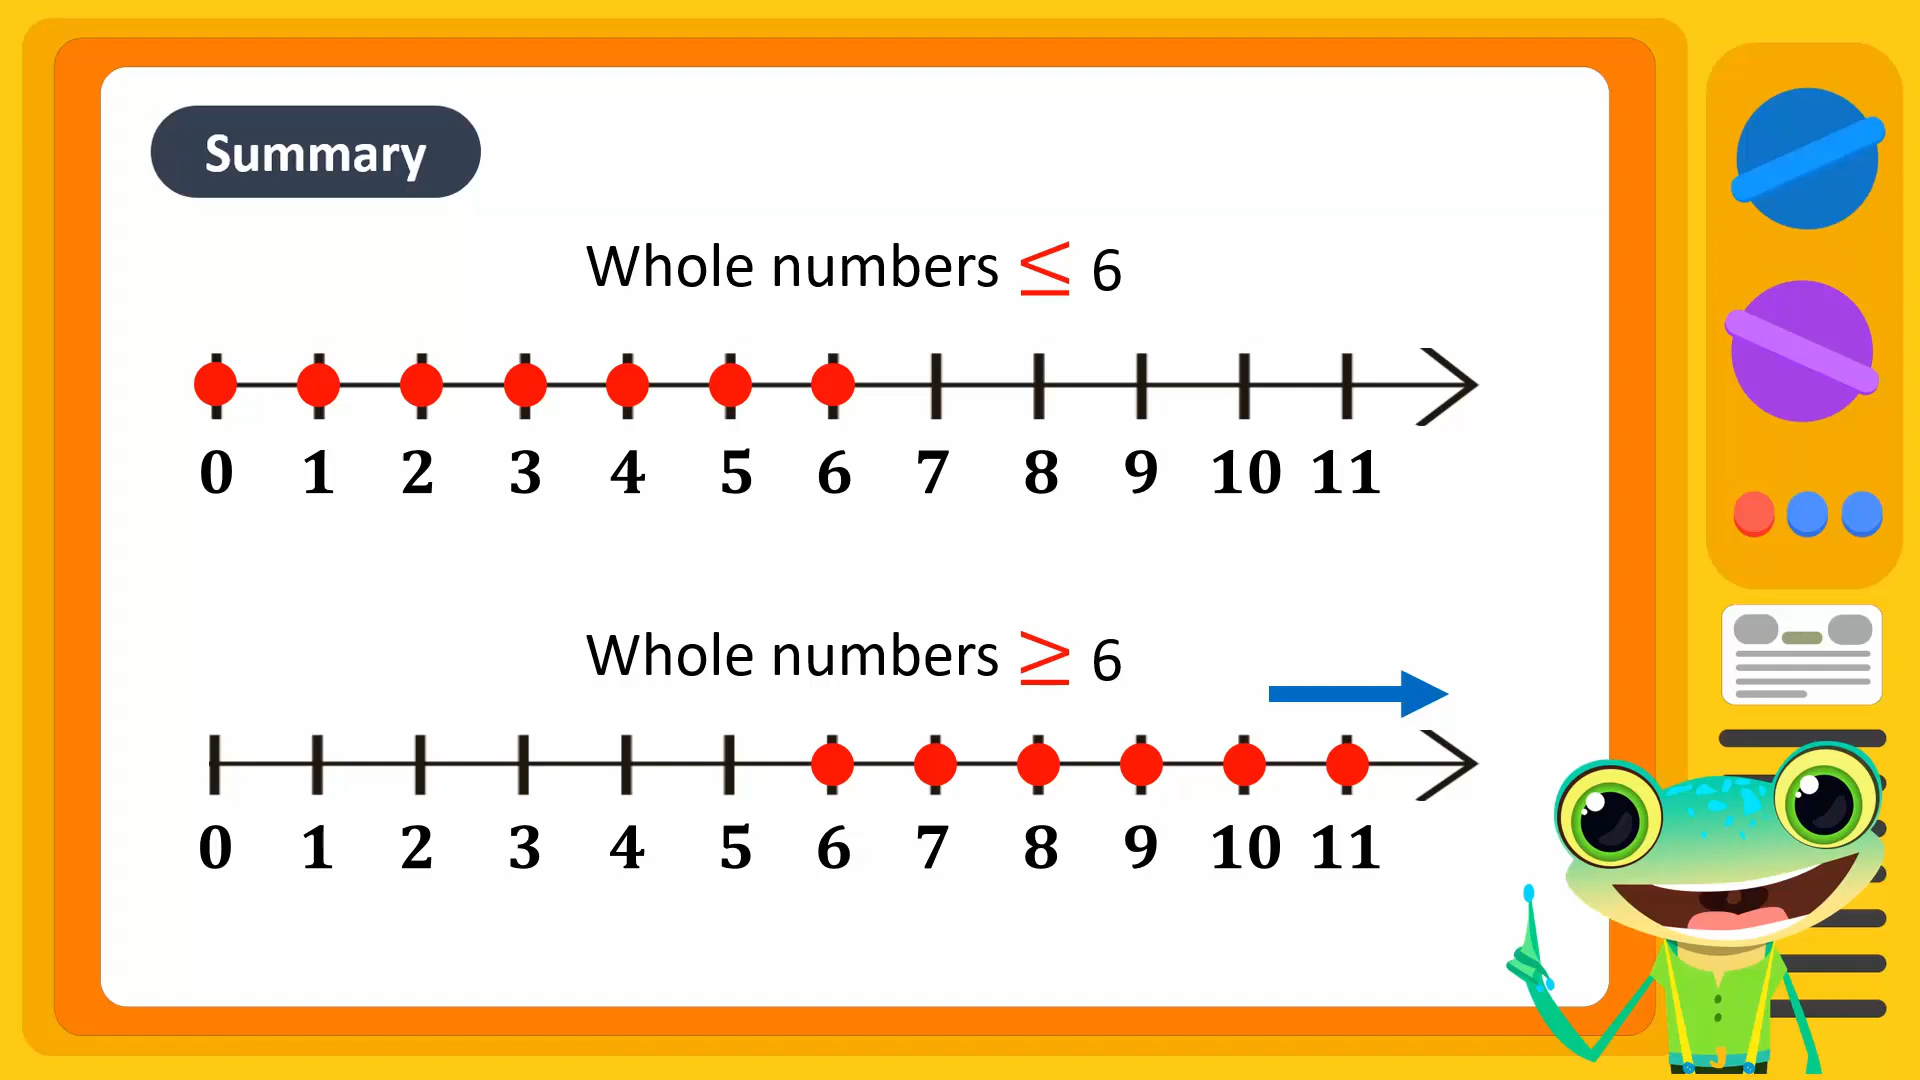 Summary
Whole numbers ≤ 6
0 1 2 3 4 5 6 7 8 9 10 11
Whole numbers ≥ 6
0 1 2 3 4 5 6 7 8 9 10 11